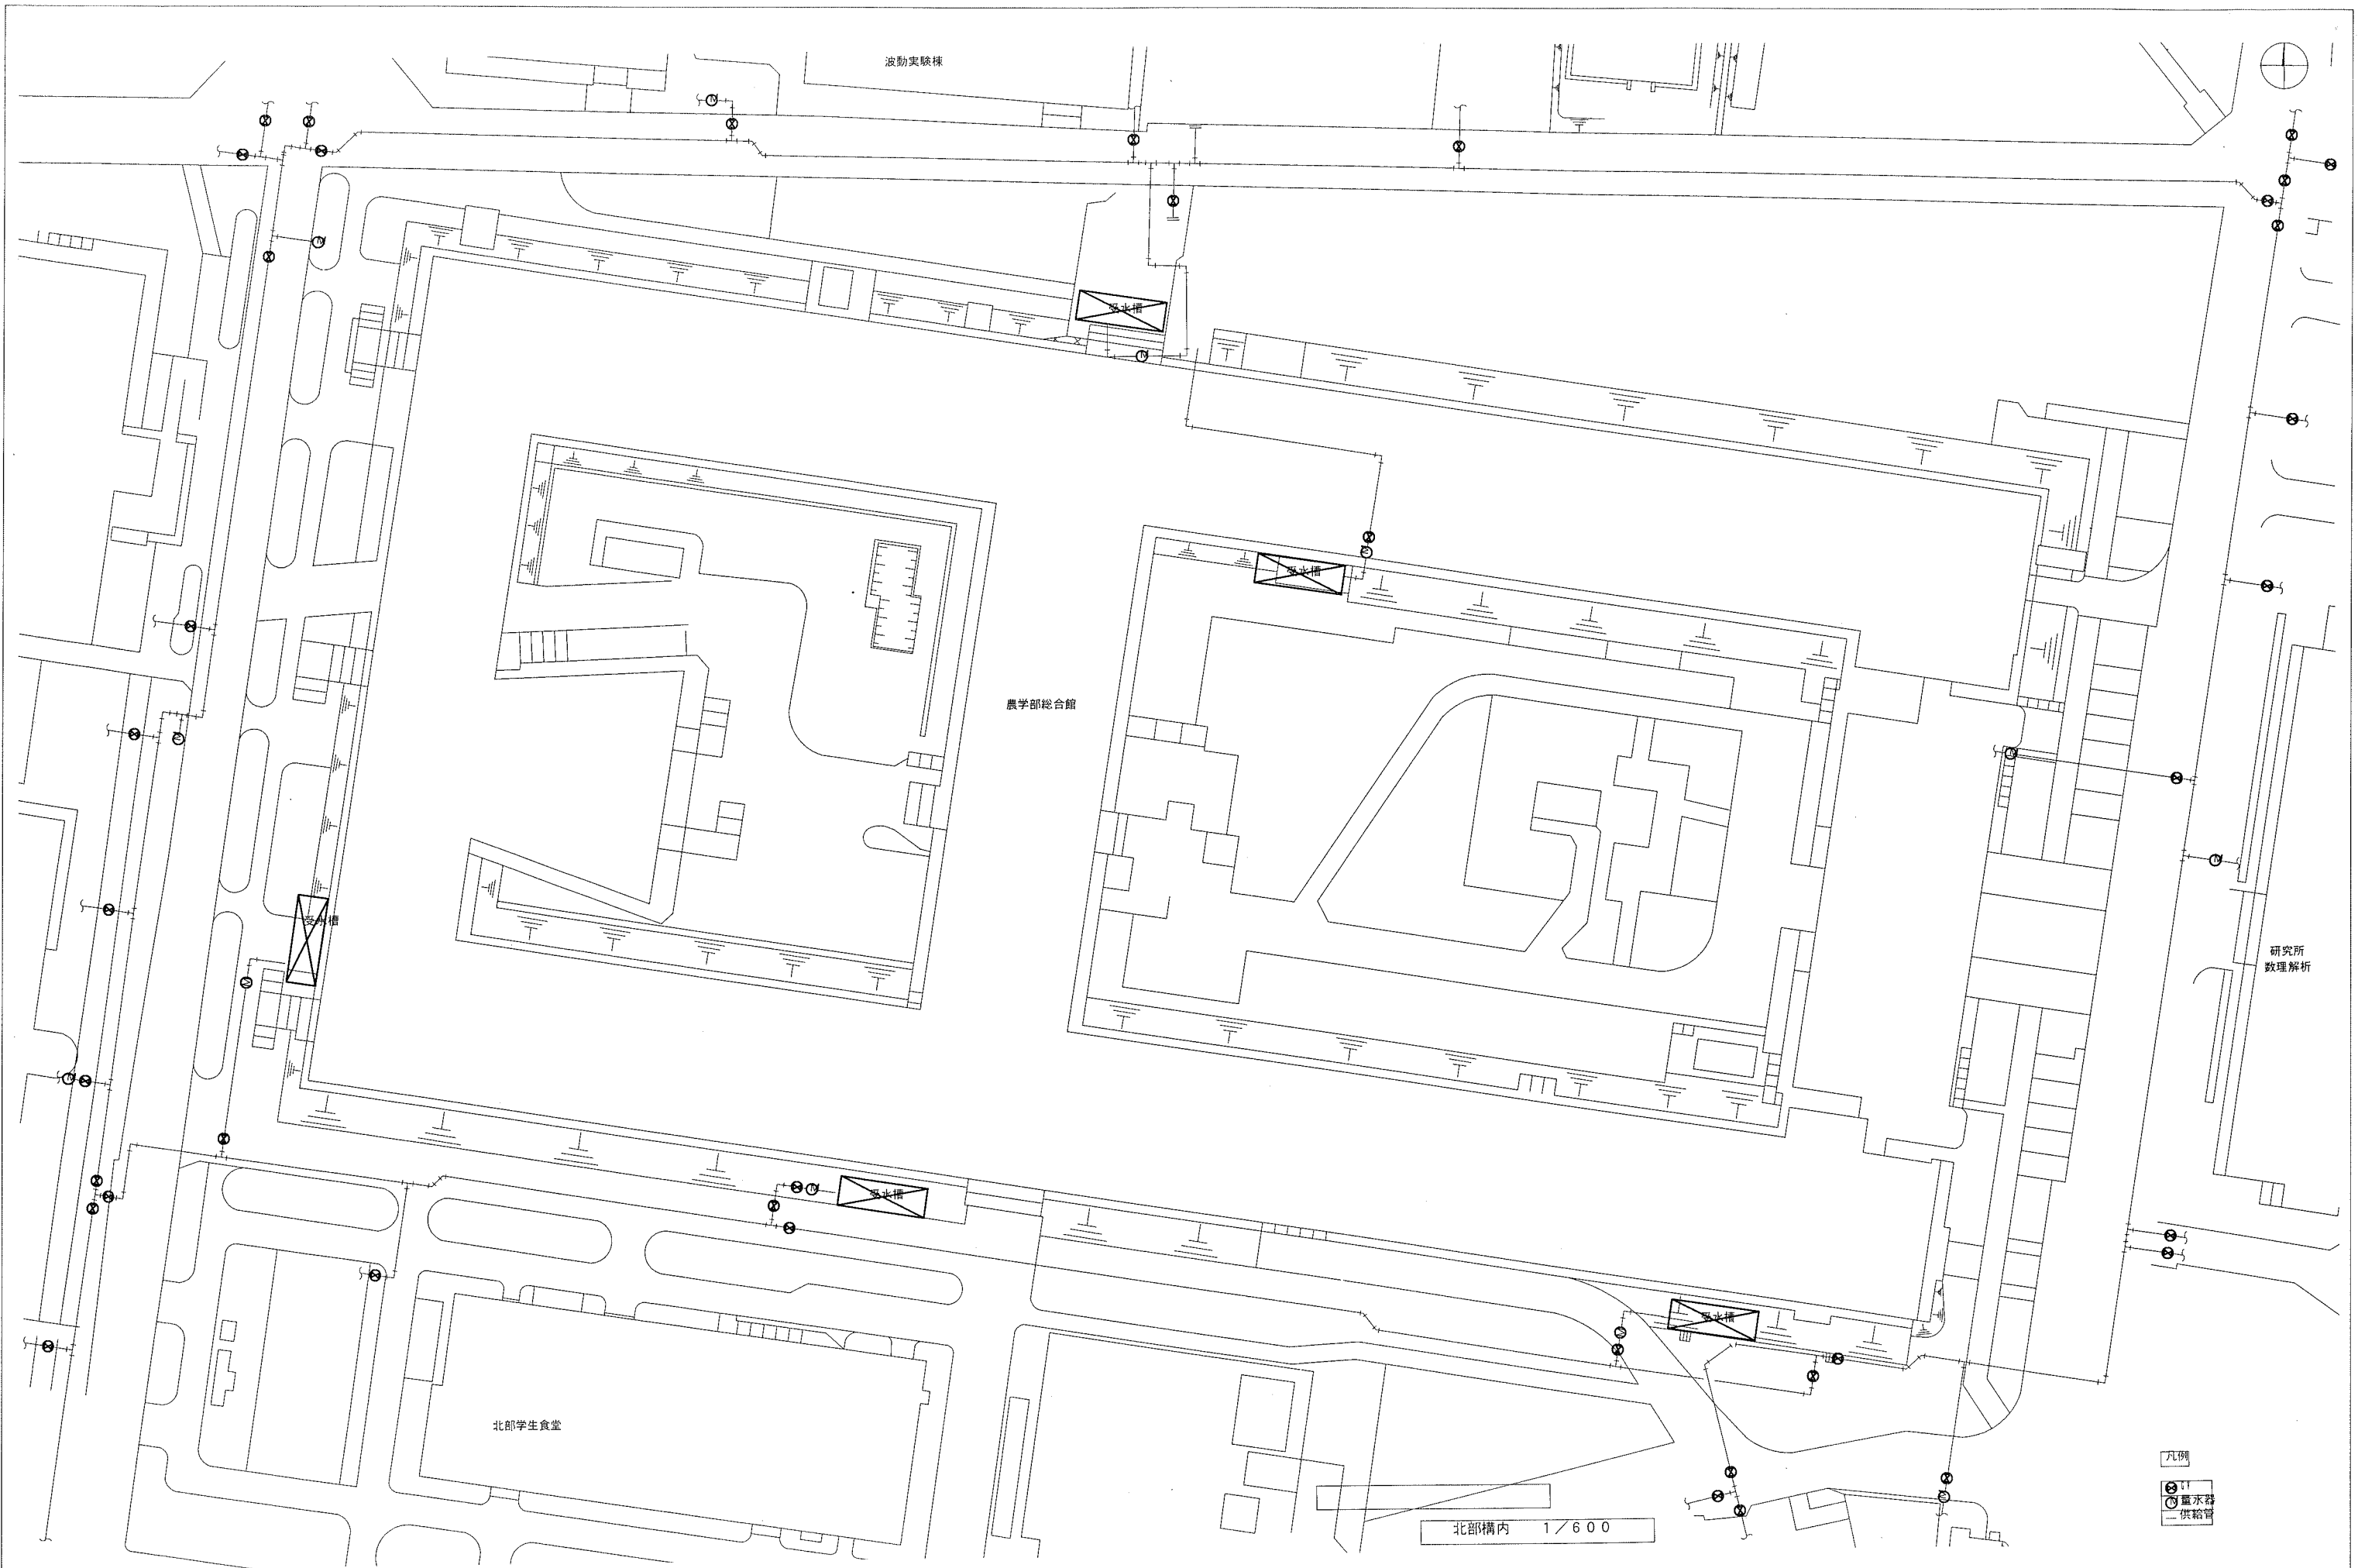 波動実験棟
受水槽
受水槽
農学部総合館
受水槽
研究所
数理解析
受水槽
受水槽
北部学生食堂
凡例
量水器
供給管
北部構内 1/600